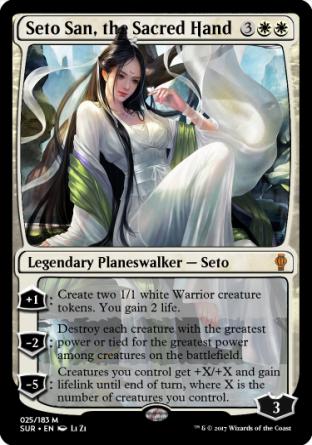 Seto San, the Sacred Hand 3
Legendary Planeswalker — Seto
+1: Create two 1/1 white Warrior creature
tokens. You gain 2 life.
-2: Destroy each creature with the greatest
power or tied for the greatest power
among creatures on the battlefield.
-5: Creatures you control get +X/+X and gain
lifelink until end of turn, where X is the
number of creatures you control.
3
025/183 M
SUR • EN Li Zi
™ & © 2017 Wizards of the Coast